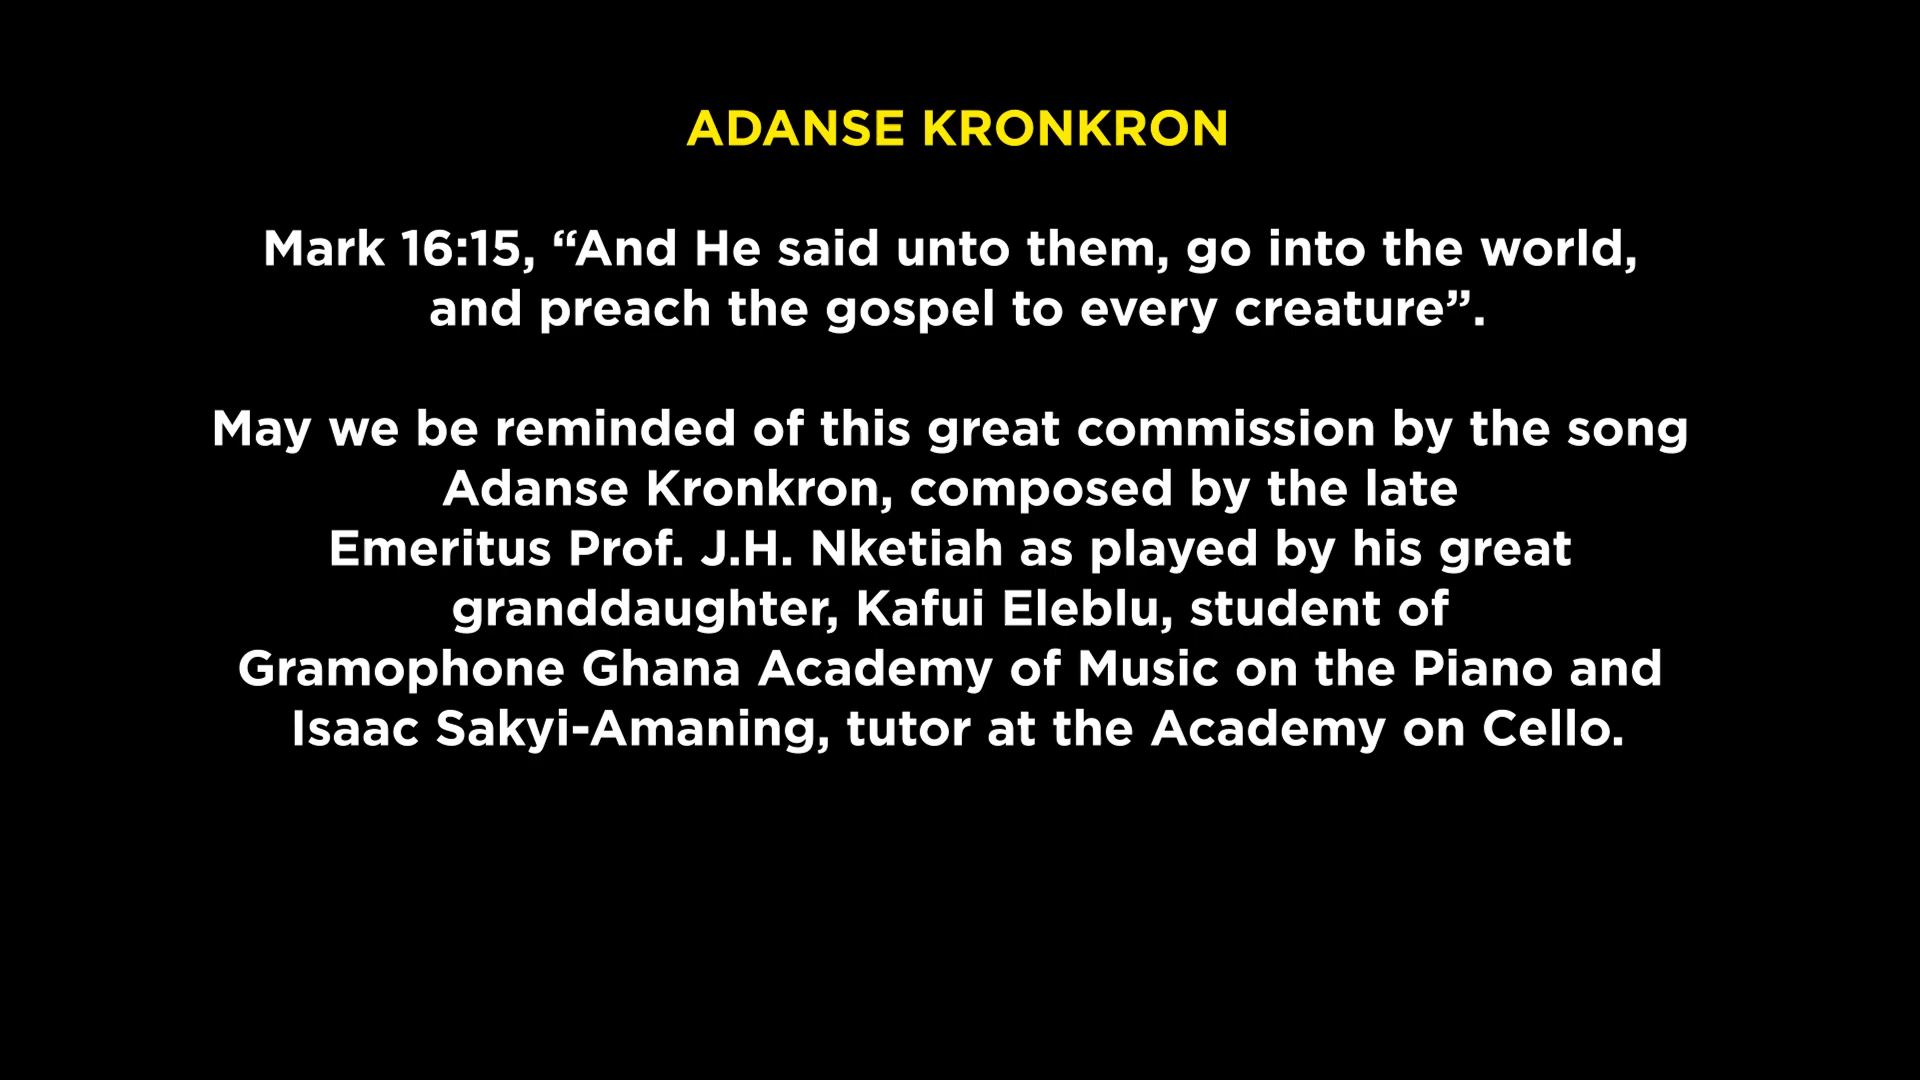 ADANSE KRONKRON
Mark 16:15, “And He said unto them, go into the world,
and preach the gospel to every creature”.
May we be reminded of this great commission by the song
Adanse Kronkron, composed by the late
Emeritus Prof. J.H. Nketiah as played by his great
granddaughter, Kafui Eleblu, student of
Gramophone Ghana Academy of Music on the Piano and
Isaac Sakyi-Amaning, tutor at the Academy on Cello.